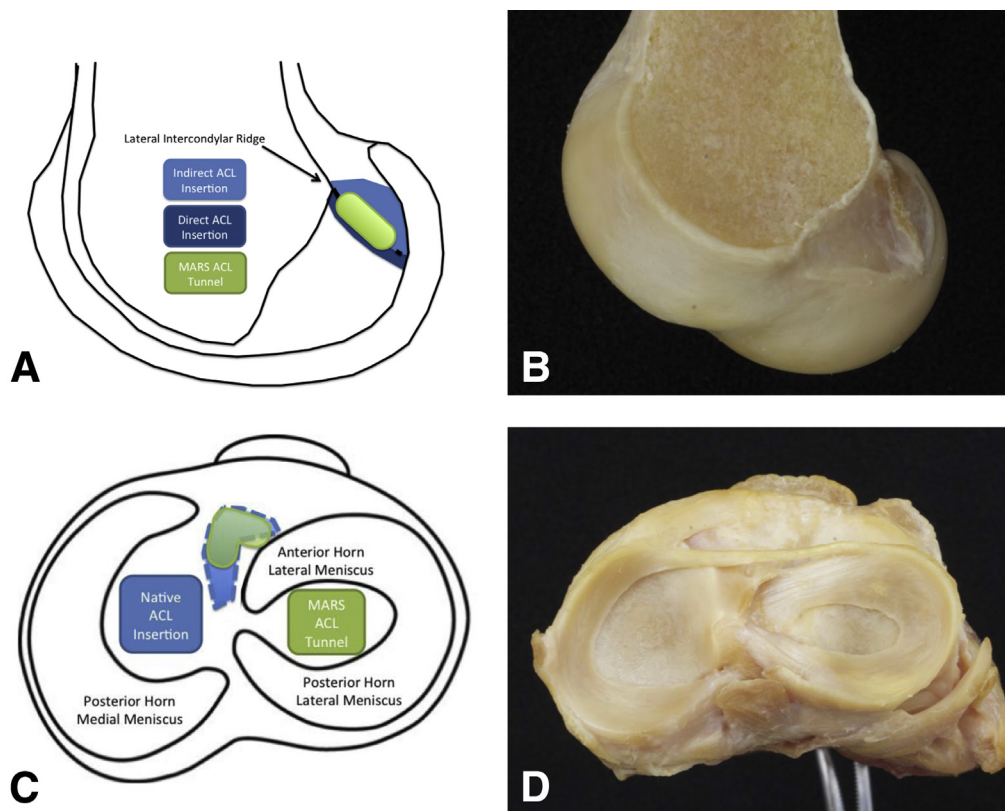 Lateral Intercondylar Ridge
Indirect ACL
Insertion
Direct ACL
Insertion
MARS ACL
Tunnel
A
B
Anterior Horn
Lateral Meniscus
Native
ACL
Insertion
MARS
ACL
Tunnel
Posterior Horn
Medial Meniscus
Posterior Horn
Lateral Meniscus
C
D